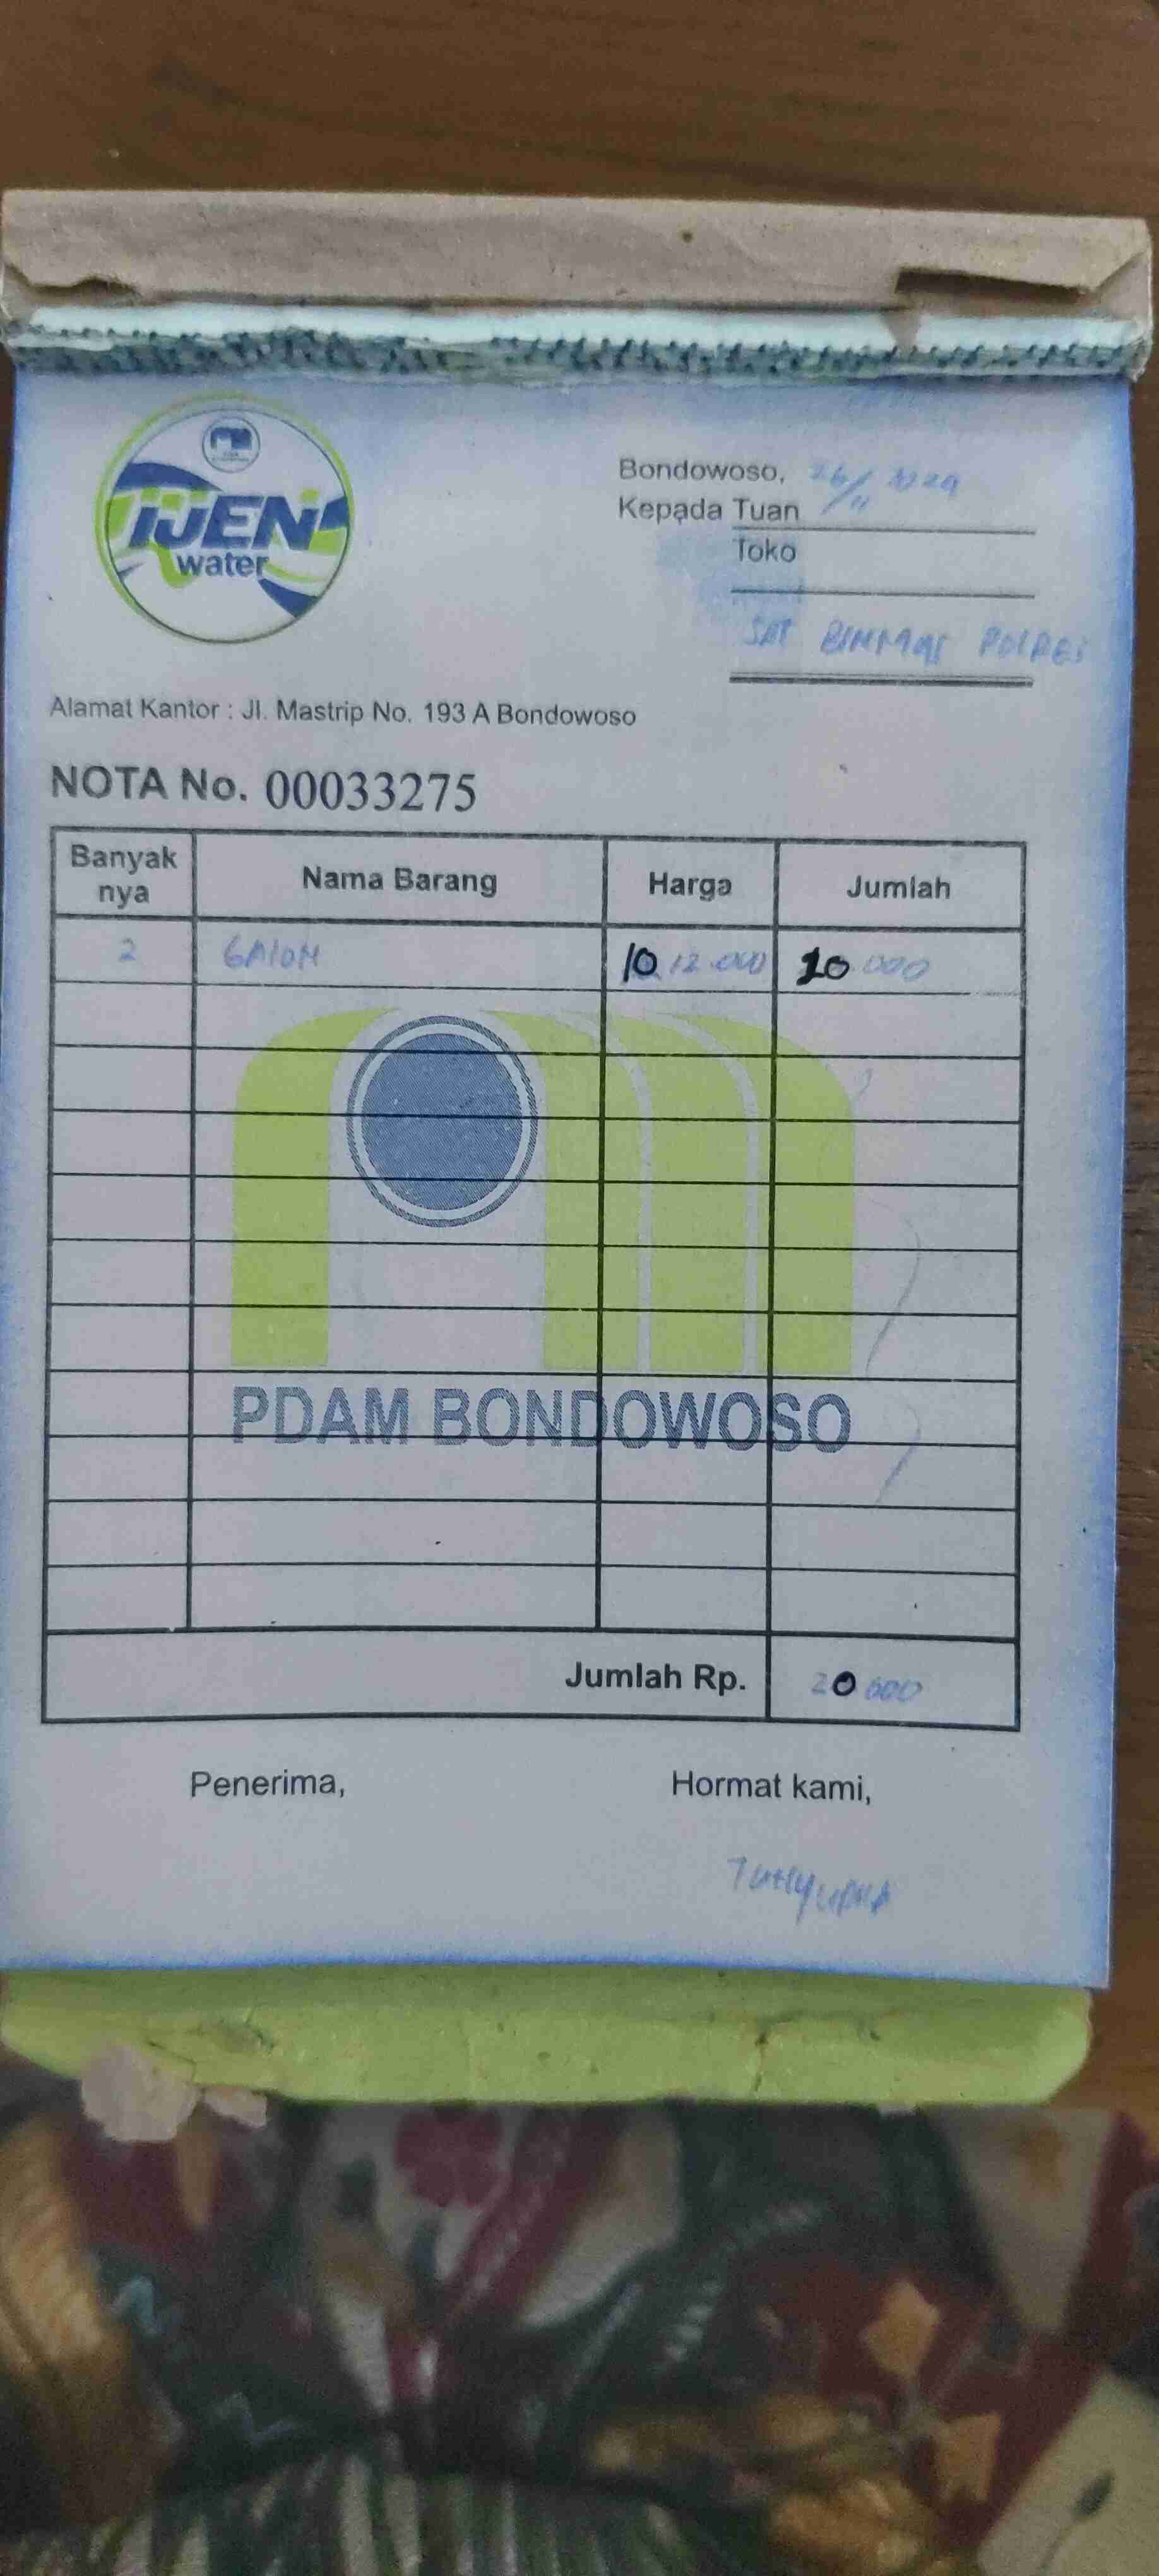 IJEN
water
Bondowoso, 26/11 2024
Kepada Tuan
Toko
SAT BINMAS POLRES
Alamat Kantor : Jl. Mastrip No. 193 A Bondowoso
NOTA No. 00033275
Banyak nya Nama Barang Harga Jumlah
2 GALON 10 12.000 20.000
PDAM BONDOWOSO
Jumlah Rp. 20.000
Penerima, Hormat kami,